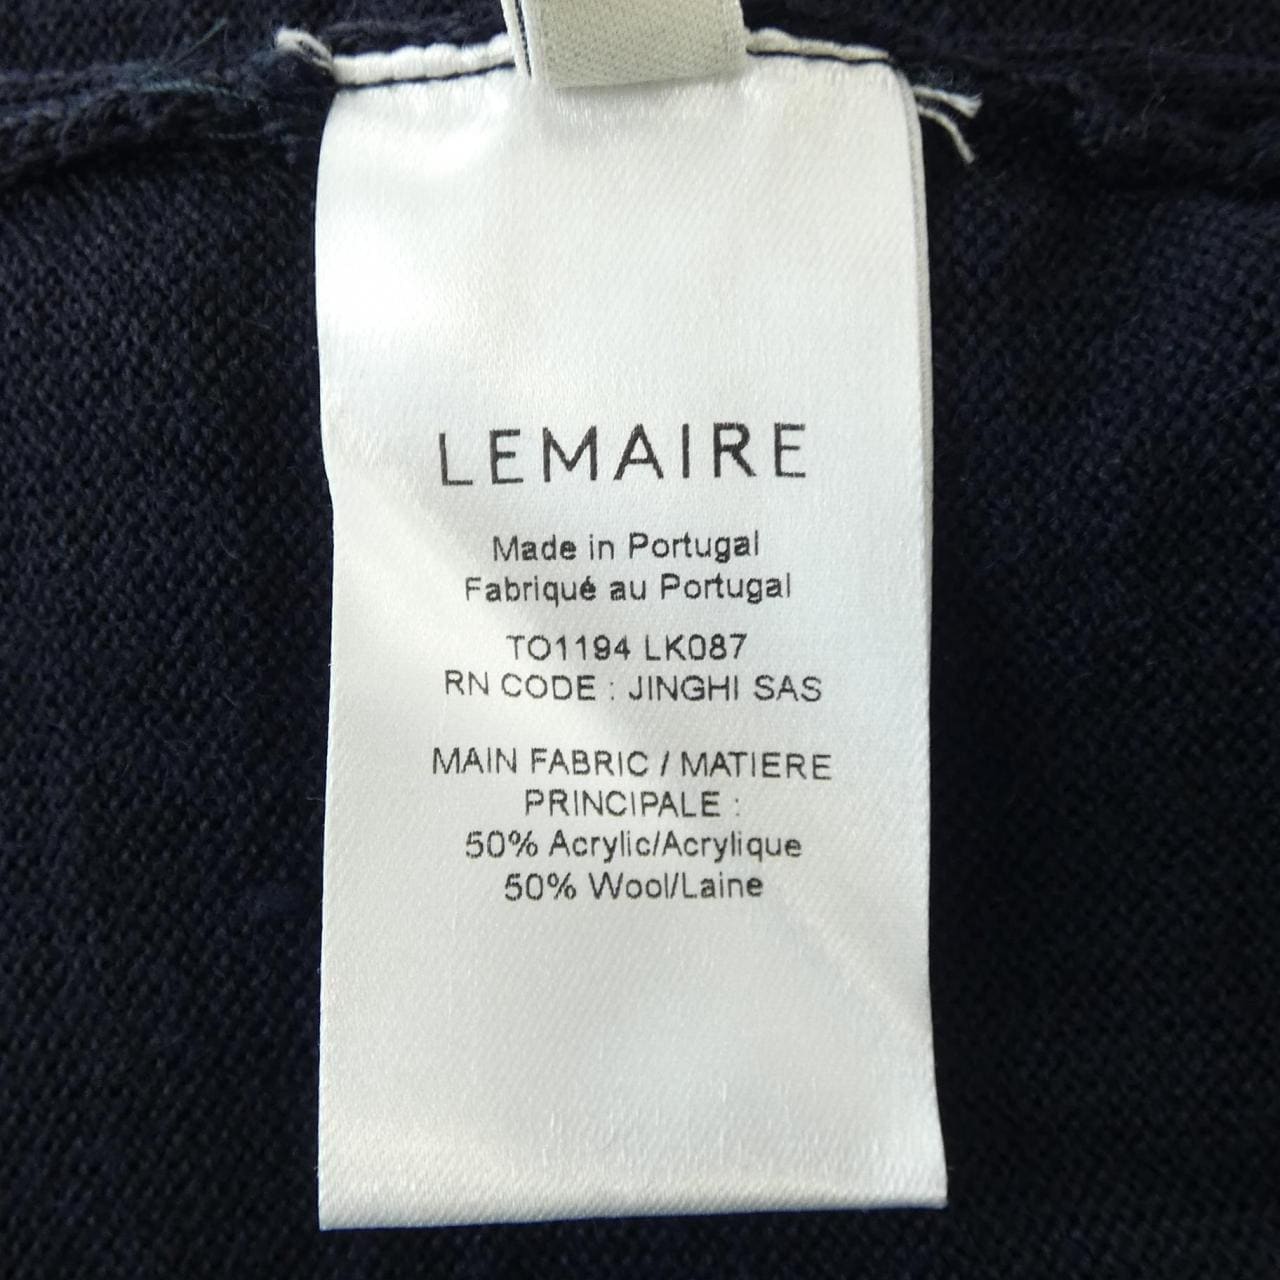 LEMAIRE
Made in Portugal
Fabriqué au Portugal
TO1194 LK087
RN CODE : JINGHI SAS
MAIN FABRIC / MATIERE
PRINCIPALE :
50% Acrylic/Acrylique
50% Wool/Laine